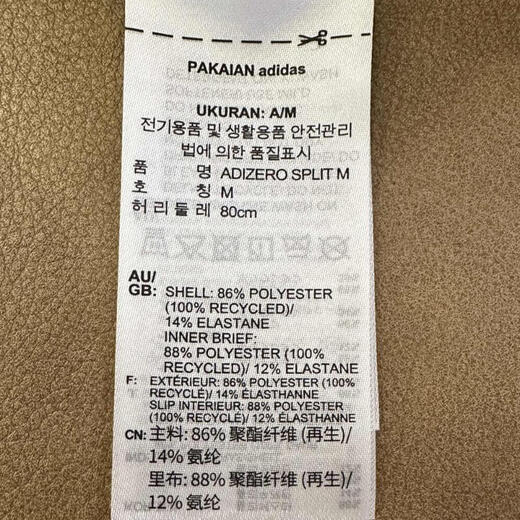 PAKAIAN adidas
UKURAN: A/M
전기용품 및 생활용품 안전관리
법에 의한 품질표시
품 명 ADIZERO SPLIT M
호 칭 M
허 리 둘 레 80cm
AU/
GB: SHELL: 86% POLYESTER
(100% RECYCLED)/
14% ELASTANE
INNER BRIEF:
88% POLYESTER (100%
RECYCLED)/ 12% ELASTANE
F: EXTÉRIEUR: 86% POLYESTER (100%
RECYCLÉ)/ 14% ÉLASTHANNE
SLIP INTÉRIEUR: 88% POLYESTER
(100% RECYCLÉ)/ 12% ÉLASTHANNE
CN: 主料: 86% 聚酯纤维 (再生)/
14% 氨纶
里布: 88% 聚酯纤维 (再生)/
12% 氨纶